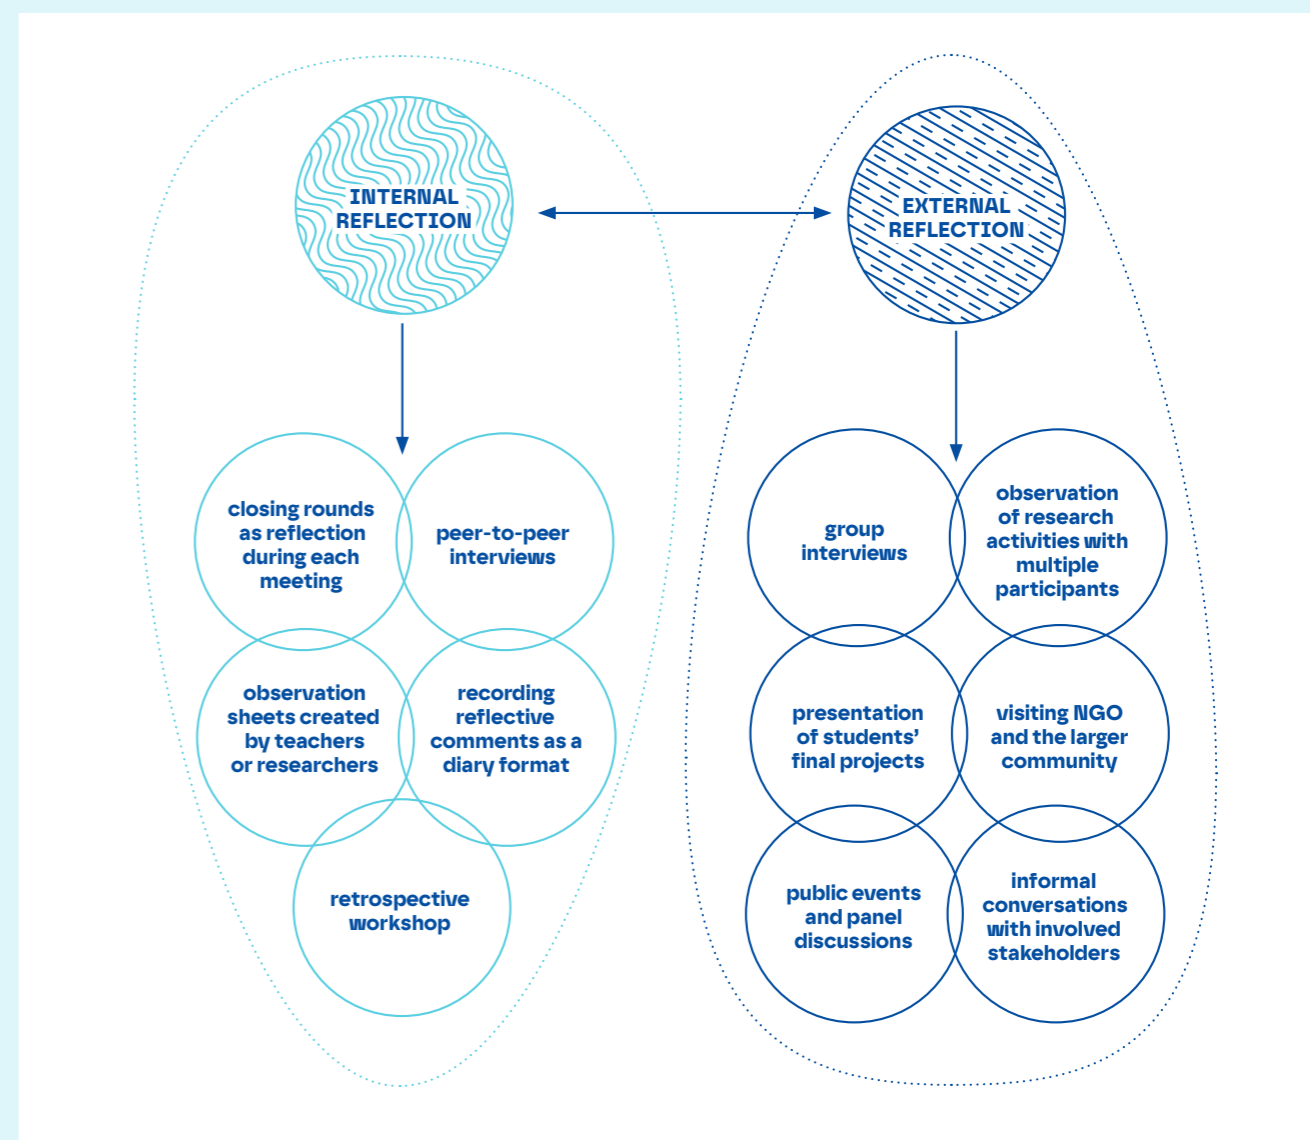 INTERNAL
REFLECTION
closing rounds
as reflection
during each
meeting
peer-to-peer
interviews
observation
sheets created
by teachers
or researchers
recording
reflective
comments as a
diary format
retrospective
workshop
EXTERNAL
REFLECTION
group
interviews
observation
of research
activities with
multiple
participants
presentation
of students’
final projects
visiting NGO
and the larger
community
public events
and panel
discussions
informal
conversations
with involved
stakeholders